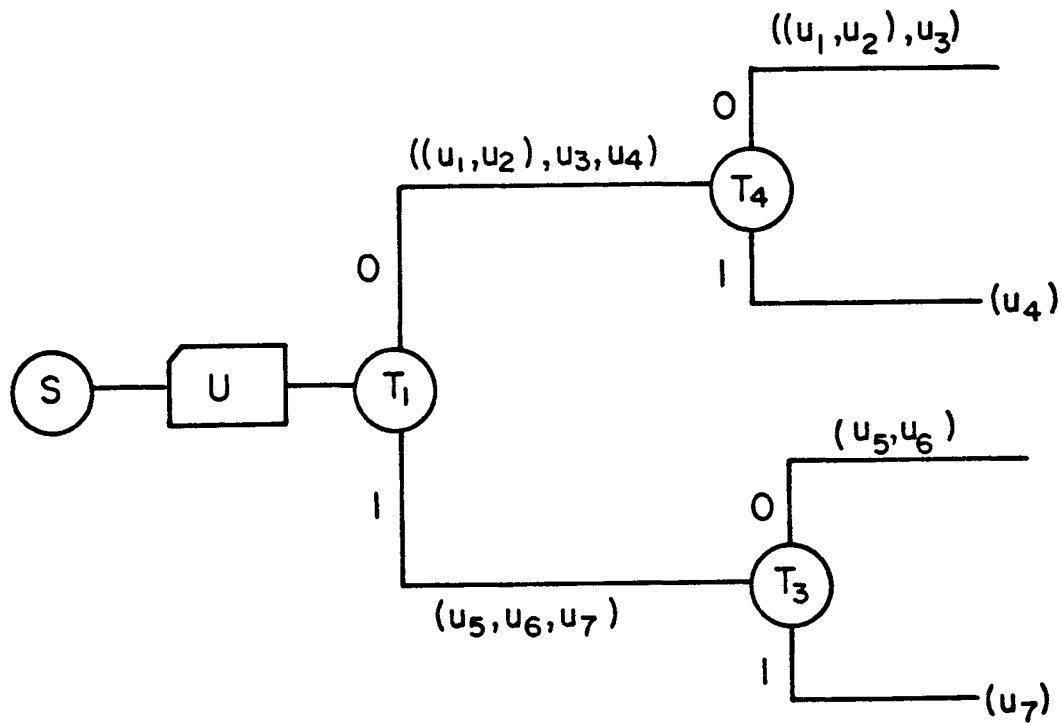 ((u₁,u₂),u₃)
0
((u₁,u₂),u₃,u₄)
T₄
0
1
(u₄)
S
U
T₁
(u₅,u₆)
1
0
T₃
(u₅,u₆,u₇)
1
(u₇)